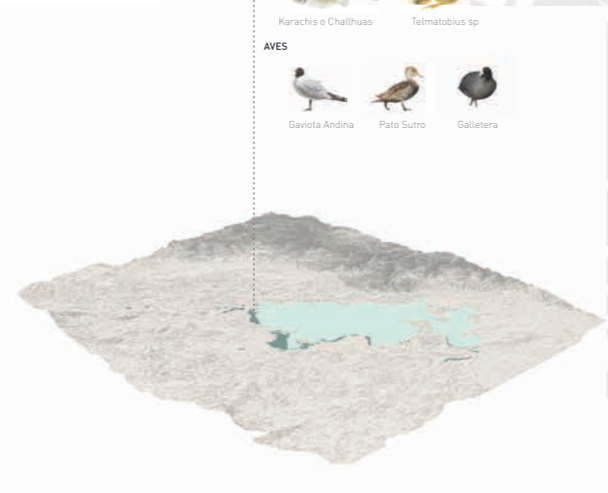 Karachis o Challhuas Telmatobius sp
AVES
Gaviota Andina Pato Sutro Galletera